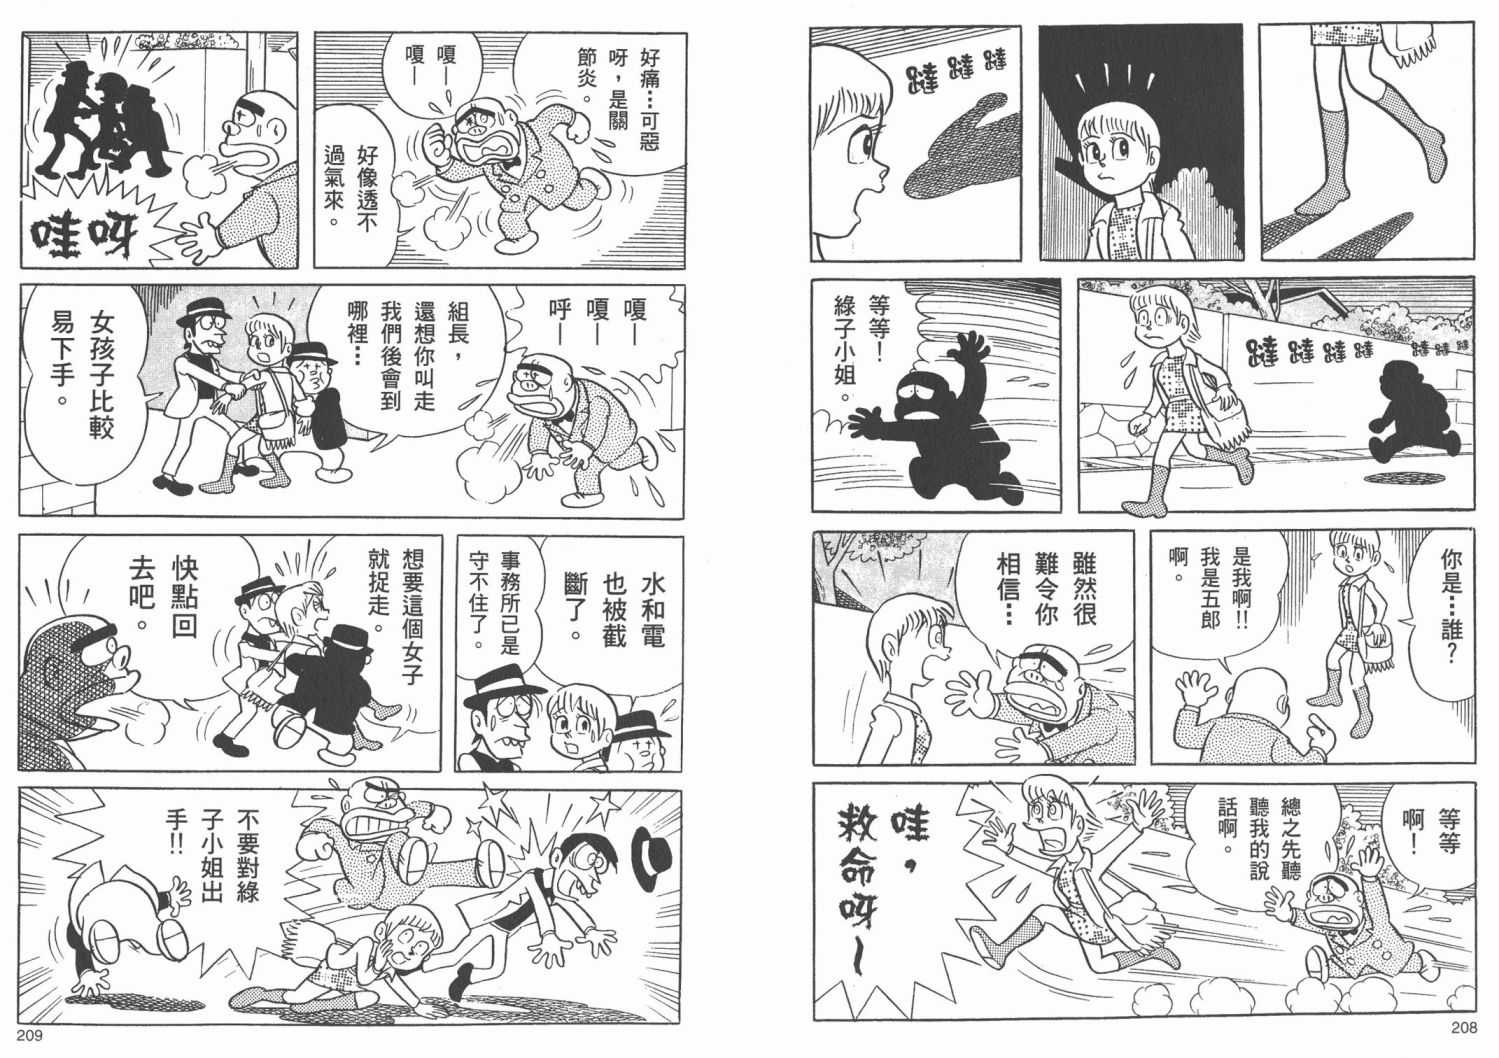 躂
躂
躂
躂
躂
躂
躂
躂
躂
躂
等等！
綠子小姐。
你是…誰？
是我啊!!
我是五郎
啊。
雖然很
難令你
相信…
等等
啊！
總之先聽
聽我的說
話啊。
哇，
救命呀～
208
好痛…可惡
呀，是關
節炎。
嗄—
嗄—
好像透不
過氣來。
哇呀
嗄—
嗄—
呼—
組長，
還想你叫走
我們後會到
哪裡…
女孩子比較
易下手。
水和電
也被截
斷了。
事務所已是
守不住了。
想要這個女子
就捉走。
快點回
去吧。
不要對綠
子小姐出
手!!
209